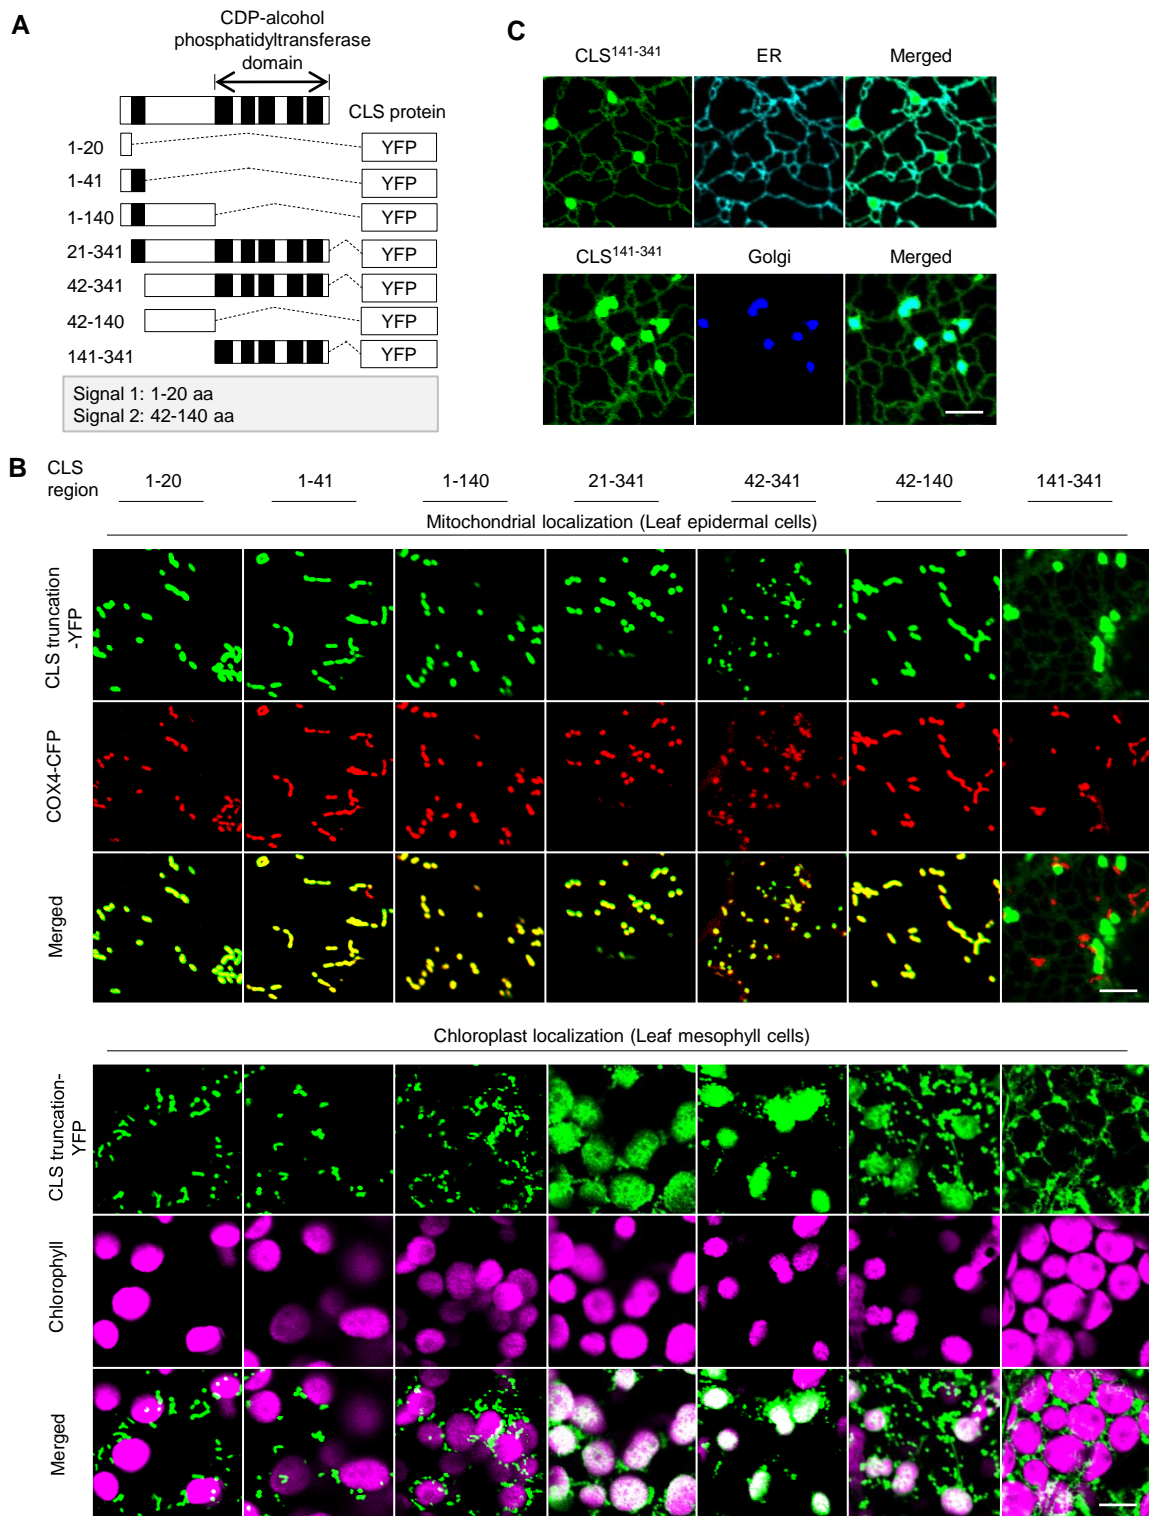 A
CDP-alcohol
phosphatidyltransferase
domain
CLS protein
1-20 YFP
1-41 YFP
1-140 YFP
21-341 YFP
42-341 YFP
42-140 YFP
141-341 YFP
Signal 1: 1-20 aa
Signal 2: 42-140 aa
C
CLS141-341 ER Merged
CLS141-341 Golgi Merged
B
CLS
region
1-20 1-41 1-140 21-341 42-341 42-140 141-341
Mitochondrial localization (Leaf epidermal cells)
CLS truncation
-YFP
COX4-CFP
Merged
Chloroplast localization (Leaf mesophyll cells)
CLS truncation-
YFP
Chlorophyll
Merged